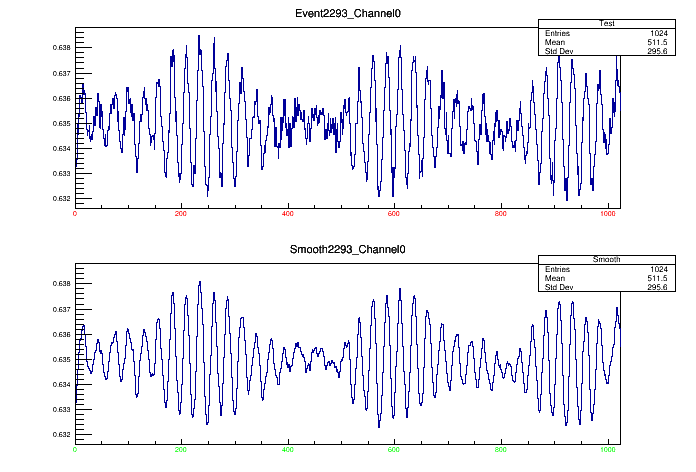 Event2293_Channel0
Test
Entries 1024
Mean 511.5
Std Dev 295.6
0.638
0.637
0.636
0.635
0.634
0.633
0.632
0 200 400 600 800 1000
Smooth2293_Channel0
Smooth
Entries 1024
Mean 511.5
Std Dev 295.6
0.638
0.637
0.636
0.635
0.634
0.633
0.632
0 200 400 600 800 1000